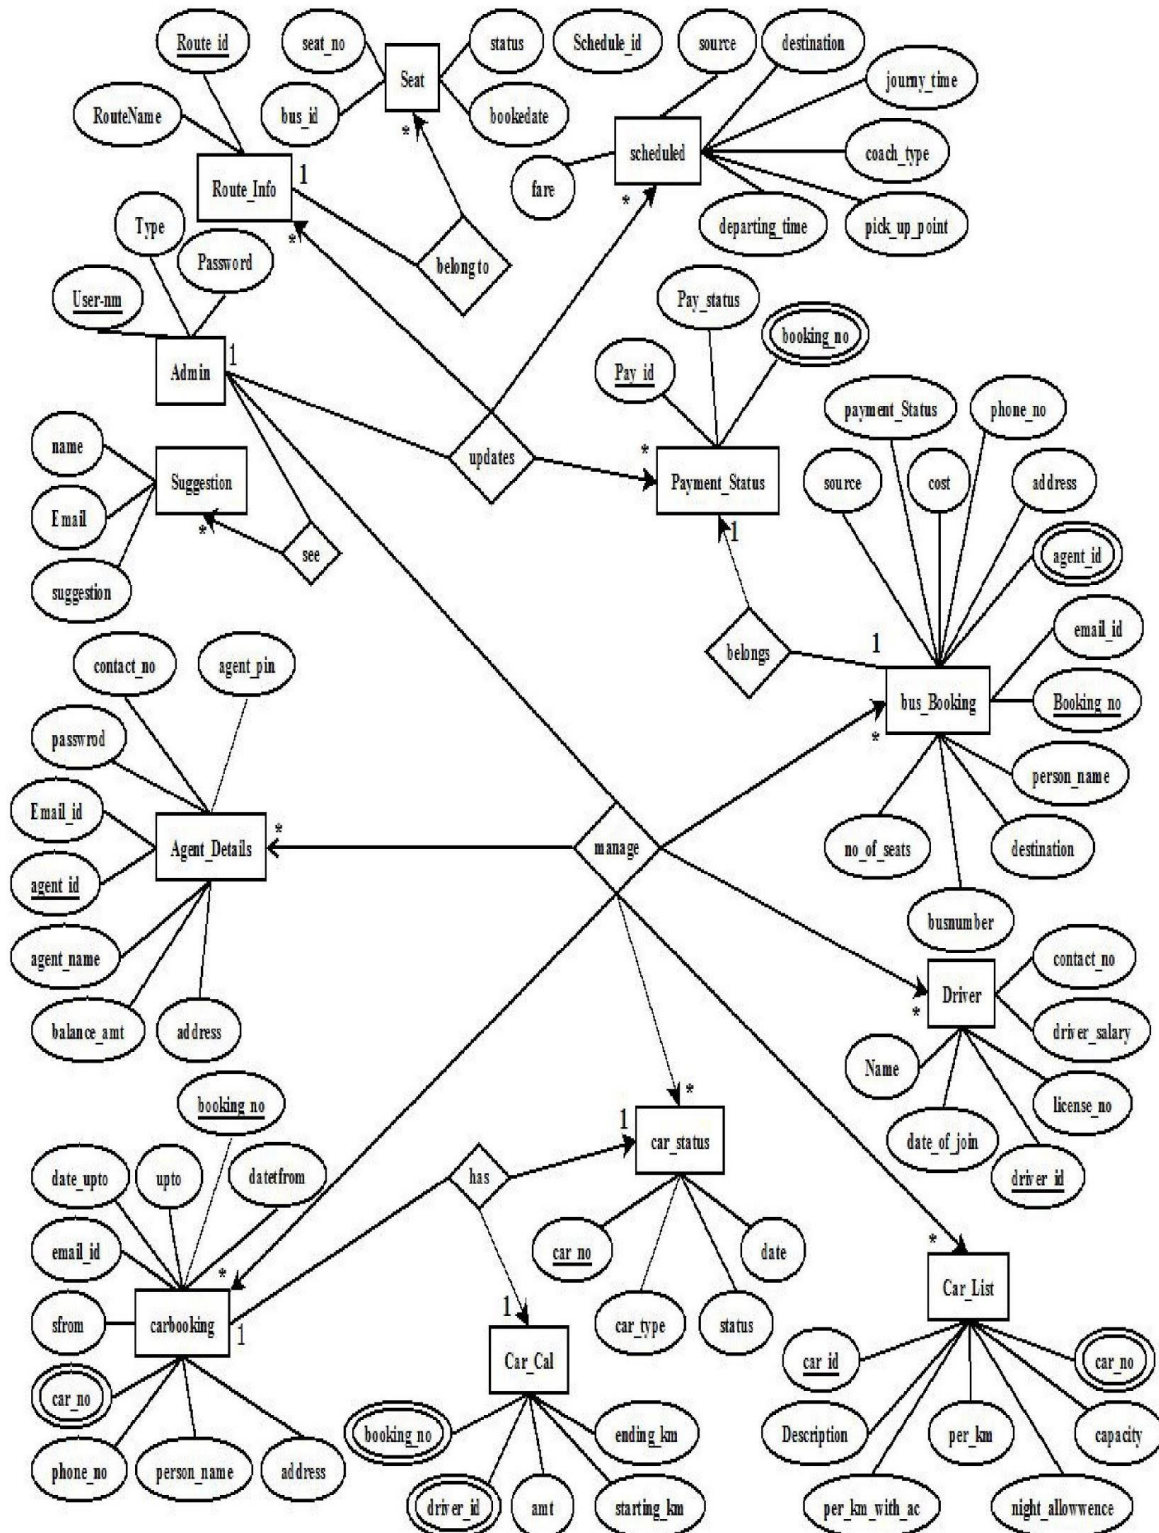 Route_id
seat_no
status
Schedule_id
source
destination
Seat
journy_time
RouteName
bus_id
bookedate
scheduled
coach_type
Route_Info
1
*
fare
*
departing_time
pick_up_point
Type
Password
*
belong to
User-nm
Pay_status
booking_no
Admin
1
Pay_id
payment_Status
phone_no
name
Suggestion
updates
*
Payment_Status
source
cost
address
Email
*
see
1
agent_id
suggestion
email_id
contact_no
agent_pin
belongs
1
bus_Booking
Booking_no
passwrod
*
person_name
Email_id
Agent_Details
*
manage
no_of_seats
destination
agent_id
busnumber
agent_name
contact_no
Driver
*
balance_amt
address
driver_salary
Name
booking_no
license_no
date_of_join
*
1
car_status
date_upto
upto
datetfrom
has
driver_id
email_id
car_no
date
*
*
Car_List
sfrom
carbooking
1
car_type
status
1
Car_Cal
car_id
car_no
car_no
booking_no
ending_km
Description
per_km
capacity
phone_no
person_name
address
driver_id
amt
starting_km
per_km_with_ac
night_allowwence